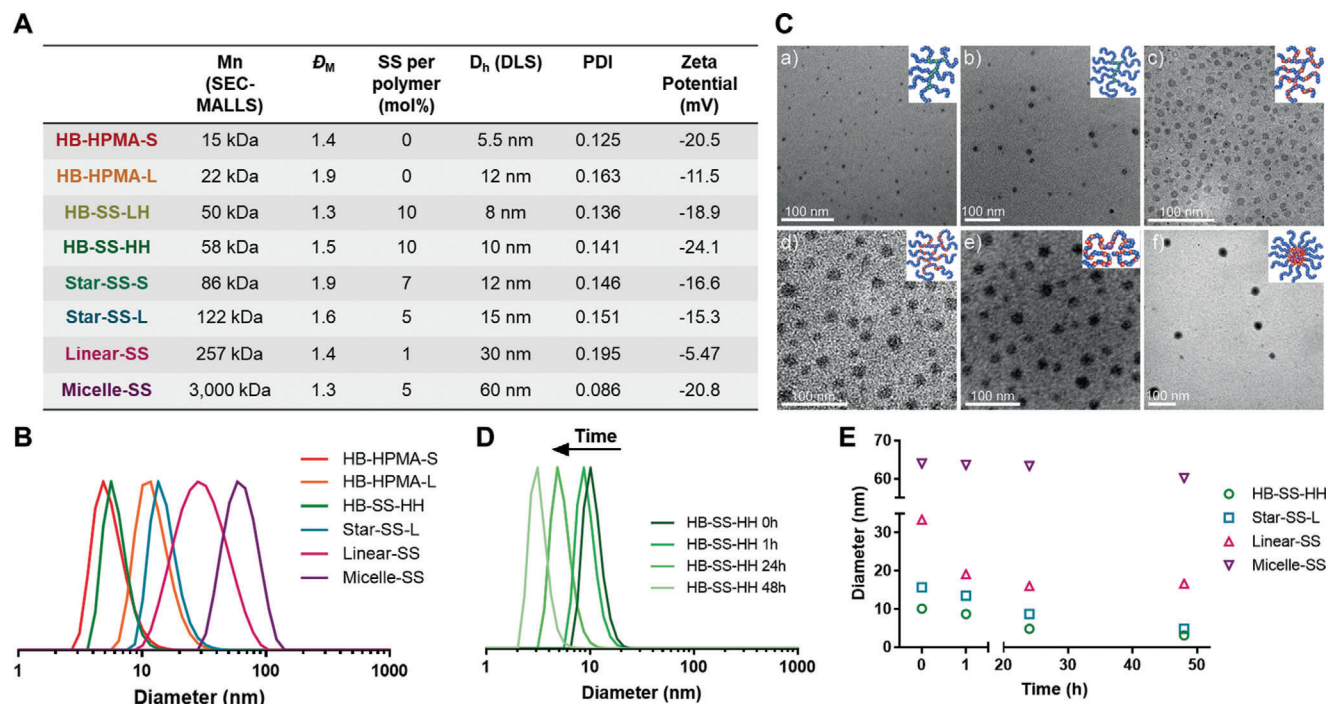 A
Mn (SEC-MALLS) ĐM SS per polymer (mol%) Dh (DLS) PDI Zeta Potential (mV)
HB-HPMA-S 15 kDa 1.4 0 5.5 nm 0.125 -20.5
HB-HPMA-L 22 kDa 1.9 0 12 nm 0.163 -11.5
HB-SS-LH 50 kDa 1.3 10 8 nm 0.136 -18.9
HB-SS-HH 58 kDa 1.5 10 10 nm 0.141 -24.1
Star-SS-S 86 kDa 1.9 7 12 nm 0.146 -16.6
Star-SS-L 122 kDa 1.6 5 15 nm 0.151 -15.3
Linear-SS 257 kDa 1.4 1 30 nm 0.195 -5.47
Micelle-SS 3,000 kDa 1.3 5 60 nm 0.086 -20.8
C
a) b) c)
100 nm 100 nm 100 nm
d) e) f)
100 nm 100 nm 100 nm
B
HB-HPMA-S
HB-HPMA-L
HB-SS-HH
Star-SS-L
Linear-SS
Micelle-SS
1 10 100 1000
Diameter (nm)
D
Time
HB-SS-HH 0h
HB-SS-HH 1h
HB-SS-HH 24h
HB-SS-HH 48h
1 10 100 1000
Diameter (nm)
E
70
60
50
30
20
10
0
Diameter (nm)
0 1 20 30 40 50
Time (h)
HB-SS-HH
Star-SS-L
Linear-SS
Micelle-SS